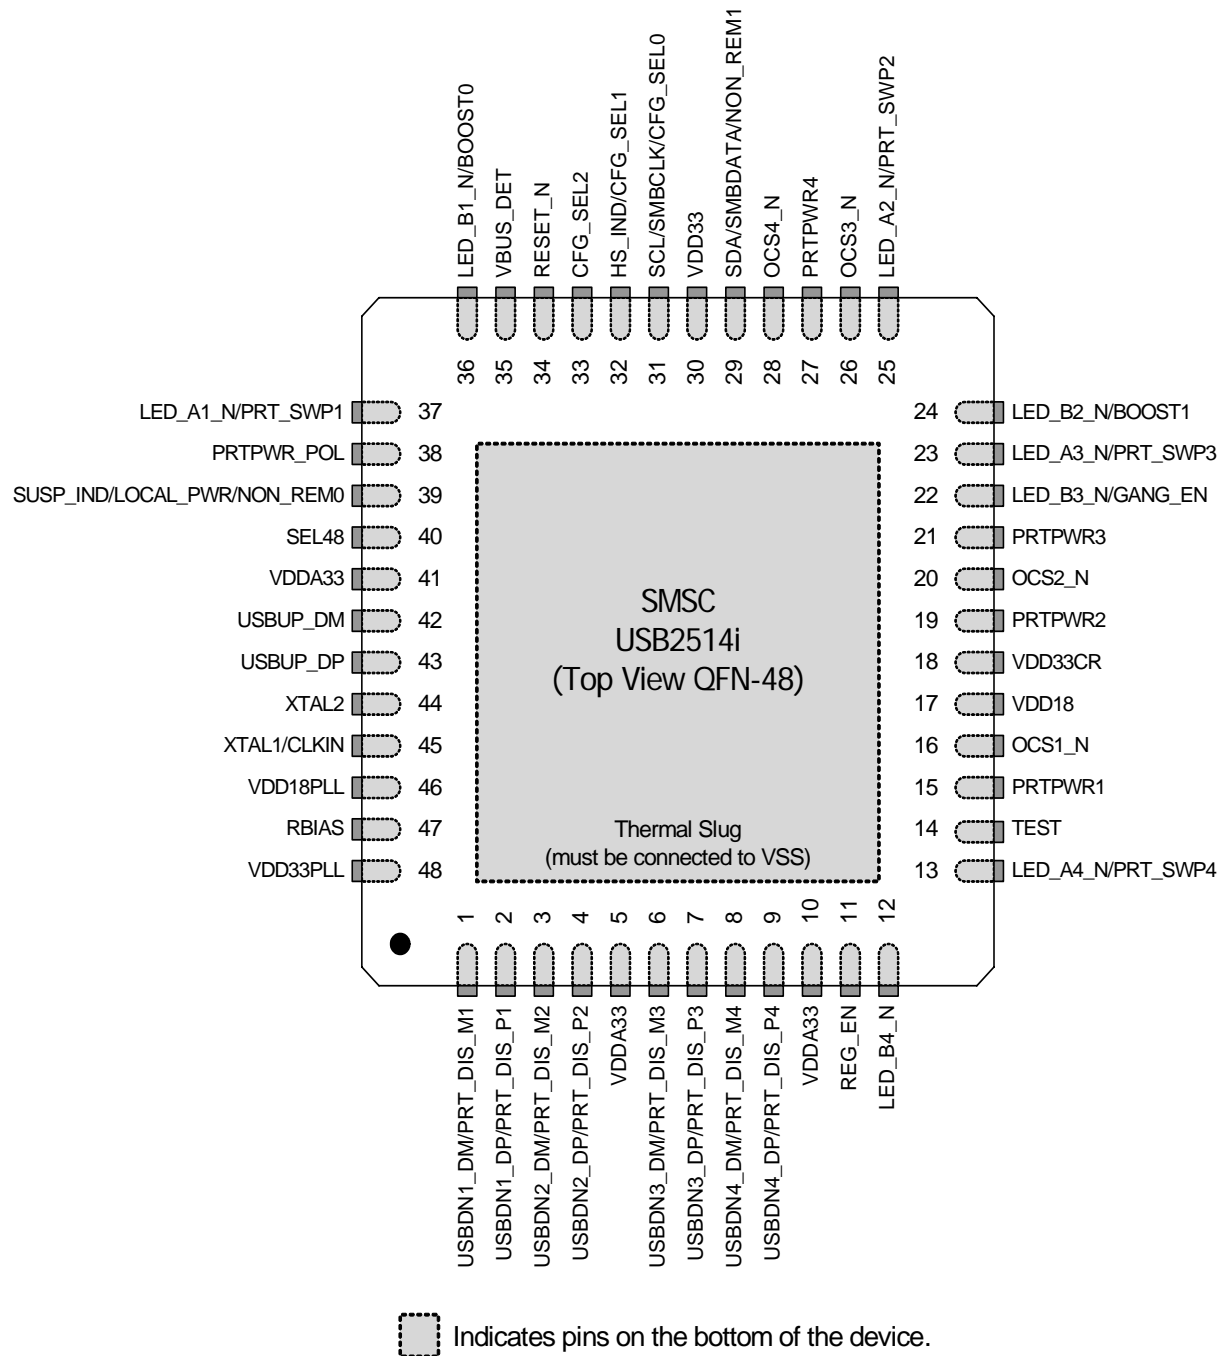 LED_B1_N/BOOST0
VBUS_DET
RESET_N
CFG_SEL2
HS_IND/CFG_SEL1
SCL/SMBCLK/CFG_SEL0
VDD33
SDA/SMBDATA/NON_REM1
OCS4_N
PRTPWR4
OCS3_N
LED_A2_N/PRT_SWP2
36
35
34
33
32
31
30
29
28
27
26
25
LED_A1_N/PRT_SWP1 37
PRTPWR_POL 38
SUSP_IND/LOCAL_PWR/NON_REM0 39
SEL48 40
VDDA33 41
USBUP_DM 42
USBUP_DP 43
XTAL2 44
XTAL1/CLKIN 45
VDD18PLL 46
RBIAS 47
VDD33PLL 48
24 LED_B2_N/BOOST1
23 LED_A3_N/PRT_SWP3
22 LED_B3_N/GANG_EN
21 PRTPWR3
20 OCS2_N
19 PRTPWR2
18 VDD33CR
17 VDD18
16 OCS1_N
15 PRTPWR1
14 TEST
13 LED_A4_N/PRT_SWP4
SMSC
USB2514i
(Top View QFN-48)
Thermal Slug
(must be connected to VSS)
1
2
3
4
5
6
7
8
9
10
11
12
USBDN1_DM/PRT_DIS_M1
USBDN1_DP/PRT_DIS_P1
USBDN2_DM/PRT_DIS_M2
USBDN2_DP/PRT_DIS_P2
VDDA33
USBDN3_DM/PRT_DIS_M3
USBDN3_DP/PRT_DIS_P3
USBDN4_DM/PRT_DIS_M4
USBDN4_DP/PRT_DIS_P4
VDDA33
REG_EN
LED_B4_N
Indicates pins on the bottom of the device.